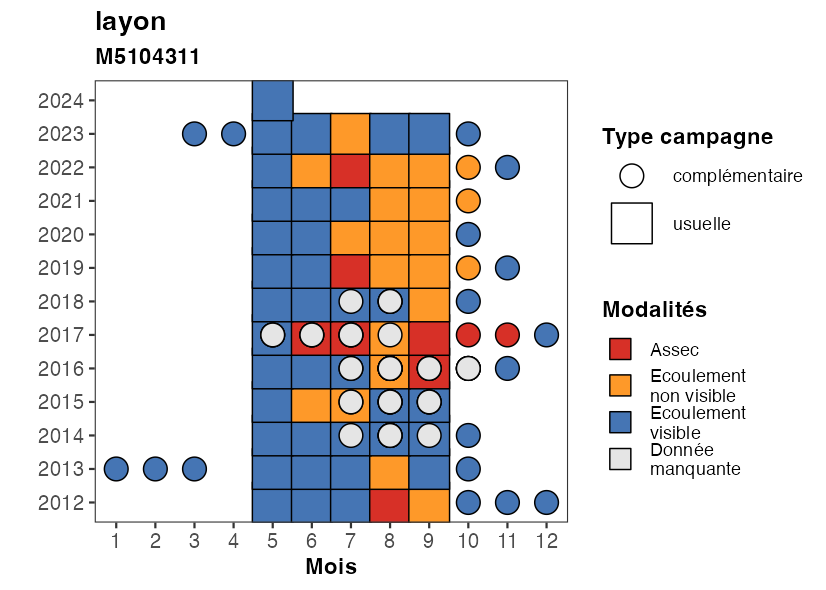 layon
M5104311
2024
2023
2022
2021
2020
2019
2018
2017
2016
2015
2014
2013
2012
1 2 3 4 5 6 7 8 9 10 11 12
Mois
Type campagne
complémentaire
usuelle
Modalités
Assec
Ecoulement
non visible
Ecoulement
visible
Donnée
manquante